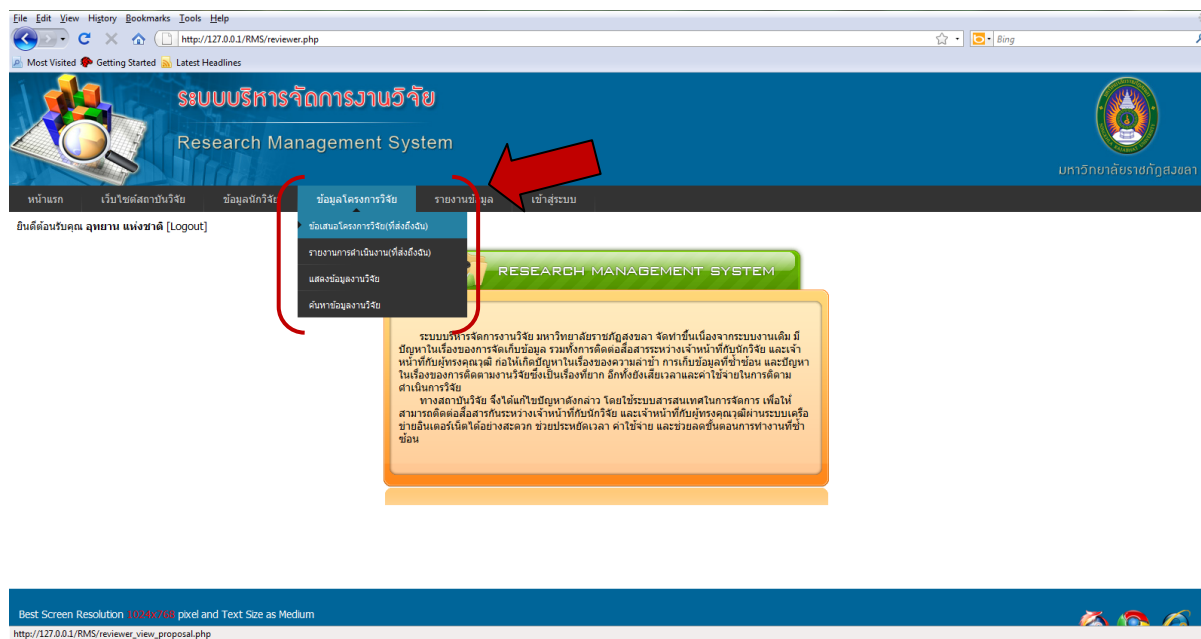 File Edit View History Bookmarks Tools Help
http://127.0.0.1/RMS/reviewer.php
Bing
Most Visited Getting Started Latest Headlines
ระบบบริหารจัดการงานวิจัย
Research Management System
มหาวิทยาลัยราชภัฏสงขลา
หน้าแรก เว็บไซต์สถาบันวิจัย ข้อมูลนักวิจัย ข้อมูลโครงการวิจัย รายงานข้อมูล เข้าสู่ระบบ
ยินดีต้อนรับคุณ อุทยาน แห่งชาติ [Logout]
ข้อเสนอโครงการวิจัย(ที่ส่งถึงฉัน)
รายงานการดำเนินงาน(ที่ส่งถึงฉัน)
แสดงข้อมูลงานวิจัย
ค้นหาข้อมูลงานวิจัย
RESEARCH MANAGEMENT SYSTEM
ระบบบริหารจัดการงานวิจัย มหาวิทยาลัยราชภัฏสงขลา จัดทำขึ้นเนื่องจากระบบงานเดิม มี
ปัญหาในเรื่องของการจัดเก็บข้อมูล รวมทั้งการติดต่อสื่อสารระหว่างเจ้าหน้าที่กับนักวิจัย และเจ้า
หน้าที่กับผู้ทรงคุณวุฒิ ก่อให้เกิดปัญหาในเรื่องของความล่าช้า การเก็บข้อมูลที่ซ้ำซ้อน และปัญหา
ในเรื่องของการติดตามงานวิจัยซึ่งเป็นเรื่องที่ยาก อีกทั้งยังเสียเวลาและค่าใช้จ่ายในการติดาม
ดำเนินการวิจัย
ทางสถาบันวิจัย จึงได้แก้ไขปัญหาดังกล่าว โดยใช้ระบบสารสนเทศในการจัดการ เพื่อให้
สามารถติดต่อสื่อสารกันระหว่างเจ้าหน้าที่กับนักวิจัย และเจ้าหน้าที่กับผู้ทรงคุณวุฒิผ่านระบบเครือ
ข่ายอินเตอร์เน็ตได้อย่างสะดวก ช่วยประหยัดเวลา ค่าใช้จ่าย และช่วยลดขั้นตอนการทำงานที่ซ้ำ
ซ้อน
Best Screen Resolution 1024x768 pixel and Text Size as Medium
http://127.0.0.1/RMS/reviewer_view_proposal.php